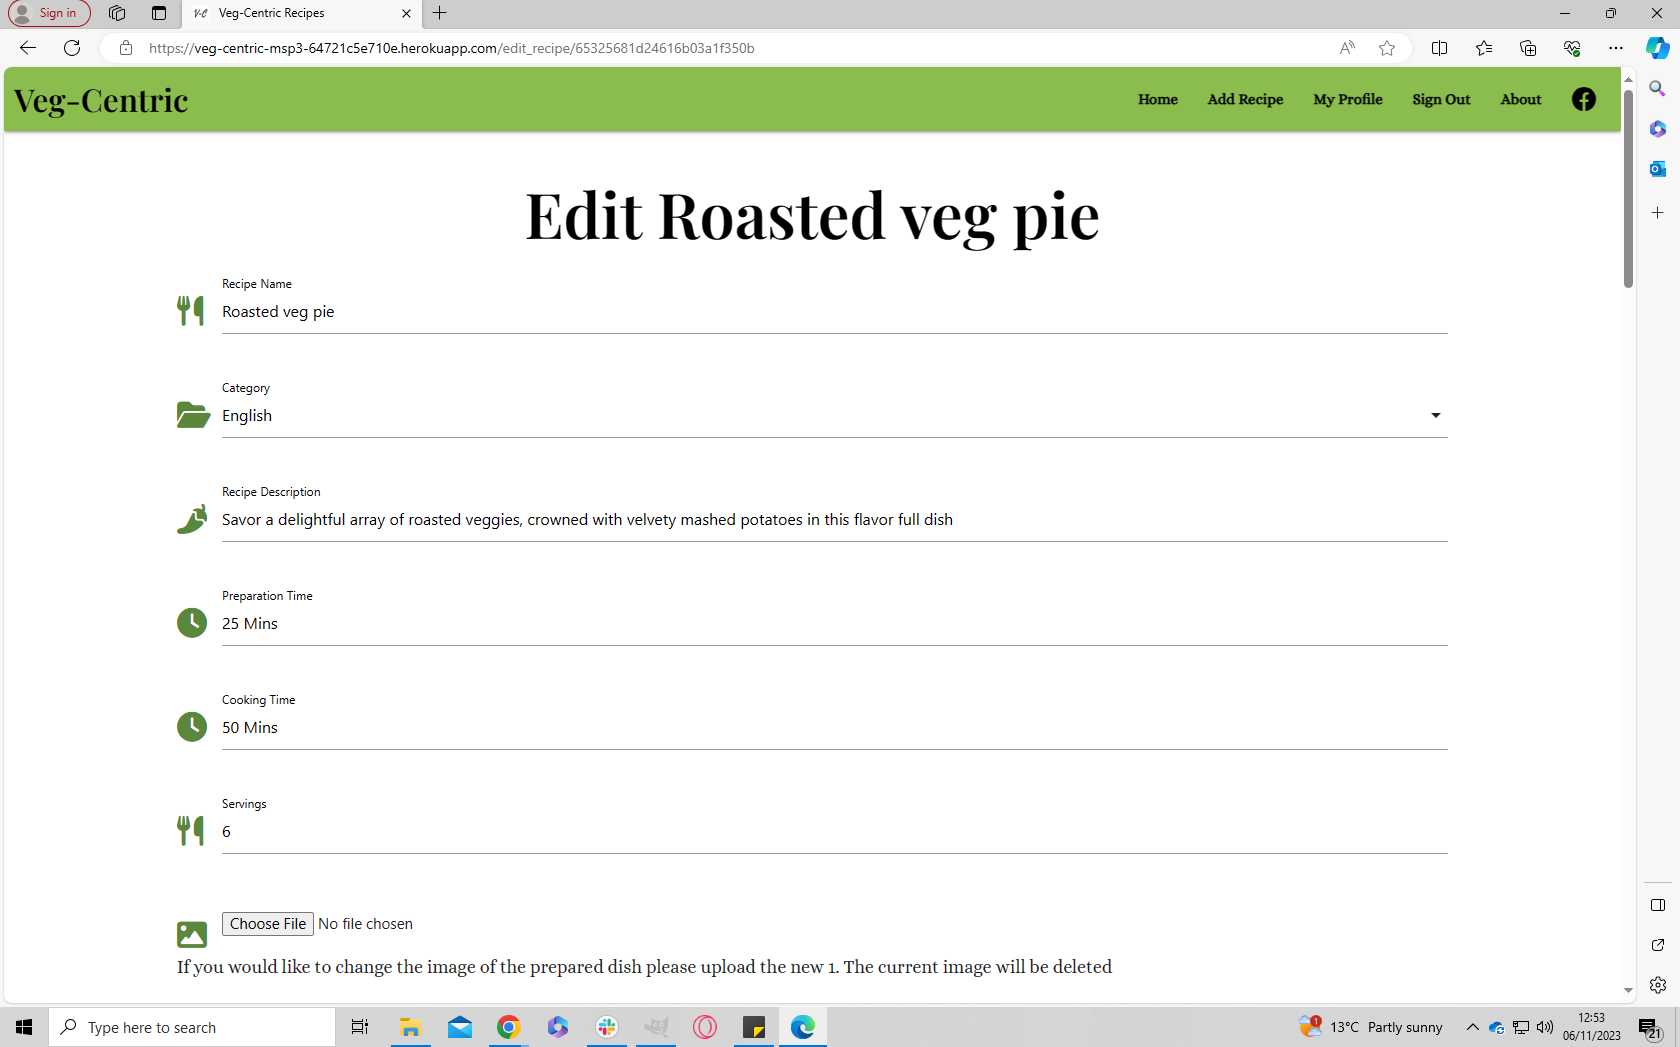 Sign in
Veg-Centric Recipes
https://veg-centric-msp3-64721c5e710e.herokuapp.com/edit_recipe/65325681d24616b03a1f350b
Veg-Centric
Home
Add Recipe
My Profile
Sign Out
About
Edit Roasted veg pie
Recipe Name
Roasted veg pie
Category
English
Recipe Description
Savor a delightful array of roasted veggies, crowned with velvety mashed potatoes in this flavor full dish
Preparation Time
25 Mins
Cooking Time
50 Mins
Servings
6
Choose File No file chosen
If you would like to change the image of the prepared dish please upload the new 1. The current image will be deleted
Type here to search
1
13°C Partly sunny
12:53
06/11/2023
21